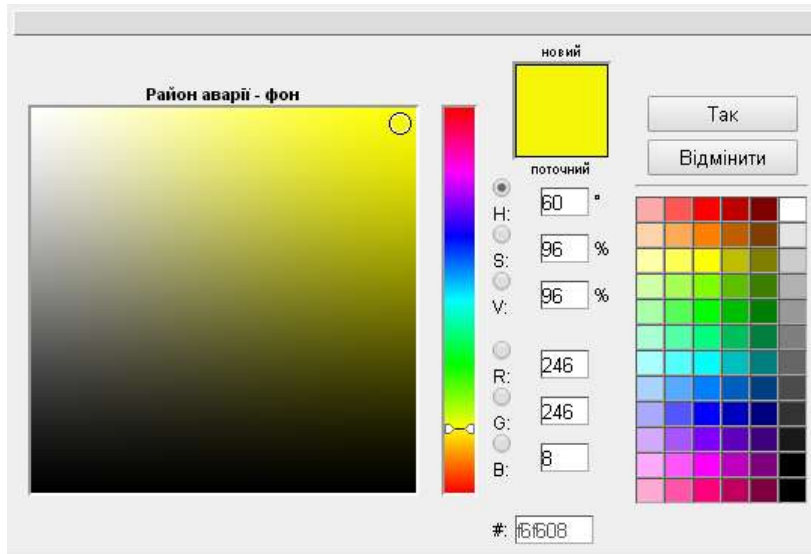 новий
Район аварії - фон
Так
поточний
Відмінити
H: 60 °
S: 96 %
V: 96 %
R: 246
G: 246
B: 8
#: f6f608